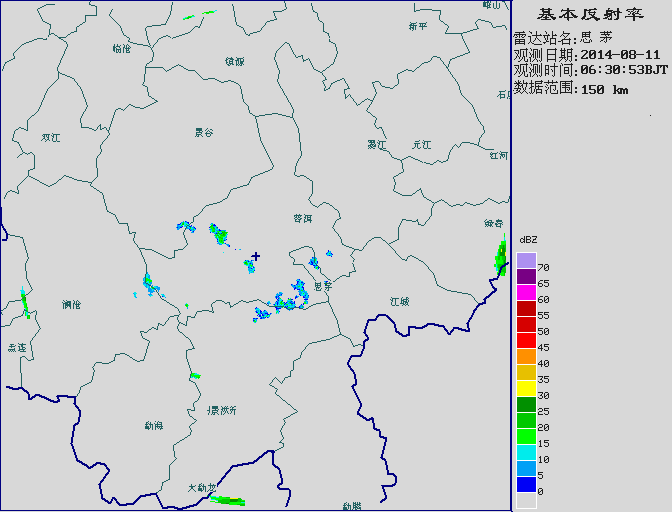 基本反射率
雷达站名:思 茅
观测日期:2014-08-11
观测时间:06:30:53BJT
数据范围:150 km
dBZ
70
65
60
55
50
45
40
35
30
25
20
15
10
5
0
峨山
新平
临沧
镇源
石
双江
景谷
墨江
元江
红河
普洱
绿春
思茅
澜沧
江城
孟连
景洪
勐海
大勐龙
勐腊